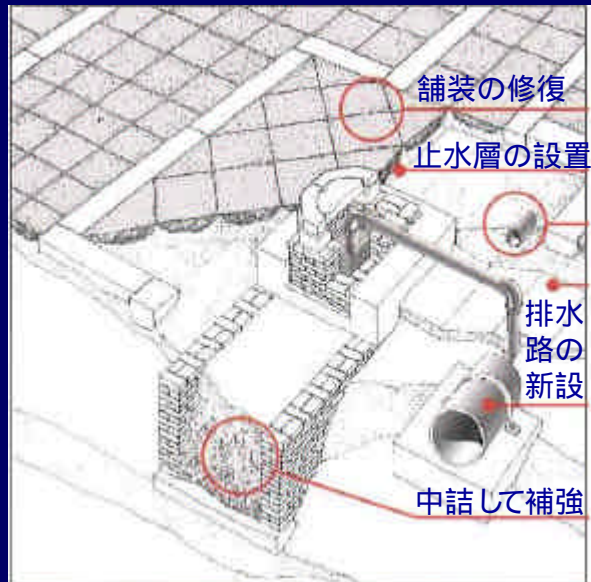 舗装の修復
止水層の設置
排水
路の
新設
中詰して補強